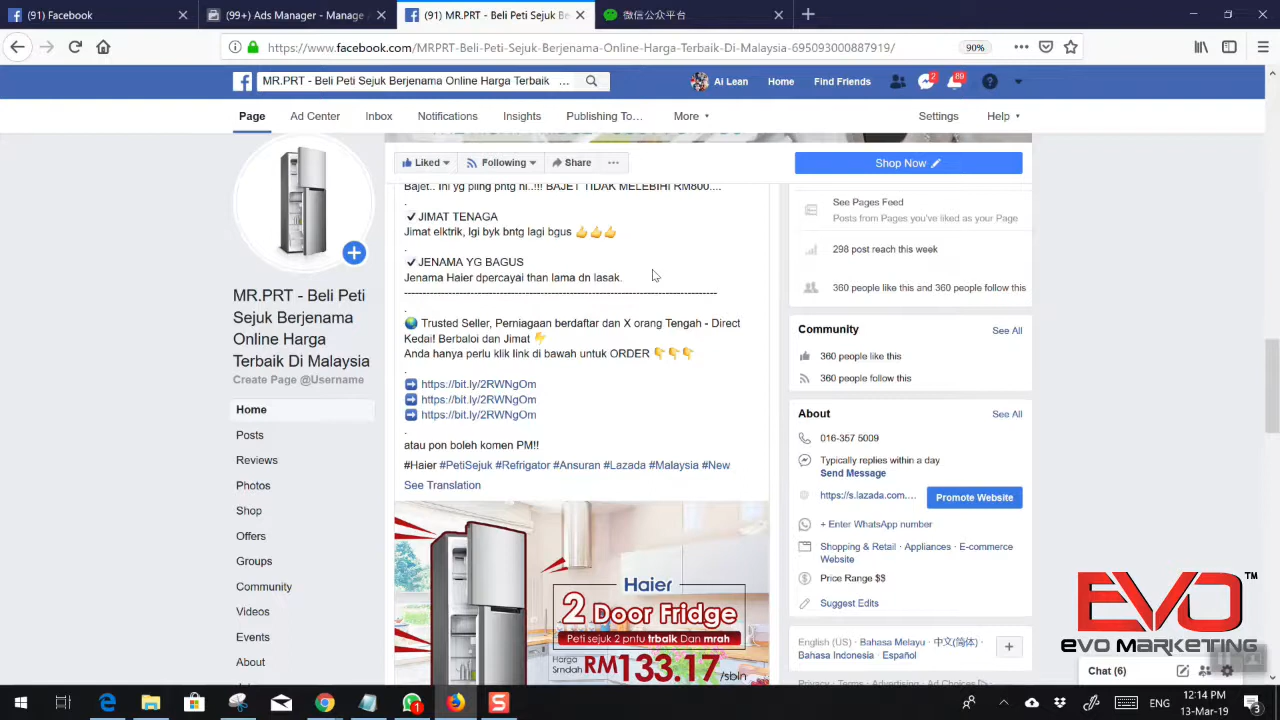 (91) Facebook
(99+) Ads Manager - Manage
(91) MR.PRT - Beli Peti Sejuk Be
微信公众平台
https://www.facebook.com/MRPRT-Beli-Peti-Sejuk-Berjenama-Online-Harga-Terbaik-Di-Malaysia-695093000887919/
90%
MR.PRT - Beli Peti Sejuk Berjenama Online Harga Terbaik ...
Ai Lean
Home
Find Friends
2
89
Page
Ad Center
Inbox
Notifications
Insights
Publishing To…
More
Settings
Help
Liked
Following
Share
Shop Now
MR.PRT - Beli Peti
Sejuk Berjenama
Online Harga
Terbaik Di Malaysia
Create Page @Username
Home
Posts
Reviews
Photos
Shop
Offers
Groups
Community
Videos
Events
About
Bajet.. Ini yg pling pntg ni..!!! BAJET TIDAK MELEBIHI RM800....
.
✔JIMAT TENAGA
Jimat elktrik, lgi byk bntg lagi bgus 👍👍👍
.
✔JENAMA YG BAGUS
Jenama Haier dpercayai than lama dn lasak.
--------------------------------------------------------------------------------
.
🌍 Trusted Seller, Perniagaan berdaftar dan X orang Tengah - Direct
Kedai! Berbaloi dan Jimat 👇
Anda hanya perlu klik link di bawah untuk ORDER 👇👇👇
.
➡ https://bit.ly/2RWNgOm
➡ https://bit.ly/2RWNgOm
➡ https://bit.ly/2RWNgOm
.
atau pon boleh komen PM!!
#Haier #PetiSejuk #Refrigator #Ansuran #Lazada #Malaysia #New
See Translation
Haier
2 Door Fridge
Peti sejuk 2 pntu trbaik Dan mrah
Harga
Srndah
RM133.17
/sbln
See Pages Feed
Posts from Pages you've liked as your Page
298 post reach this week
360 people like this and 360 people follow this
Community
See All
360 people like this
360 people follow this
About
See All
016-357 5009
Typically replies within a day
Send Message
https://s.lazada.com....
Promote Website
+ Enter WhatsApp number
Shopping & Retail · Appliances · E-commerce
Website
Price Range $$
Suggest Edits
English (US) · Bahasa Melayu · 中文(简体) ·
Bahasa Indonesia · Español
Privacy · Terms · Advertising · Ad Choices
EVO TM
EVO MARKETING
Chat (6)
1
ENG
12:14 PM
13-Mar-19
3